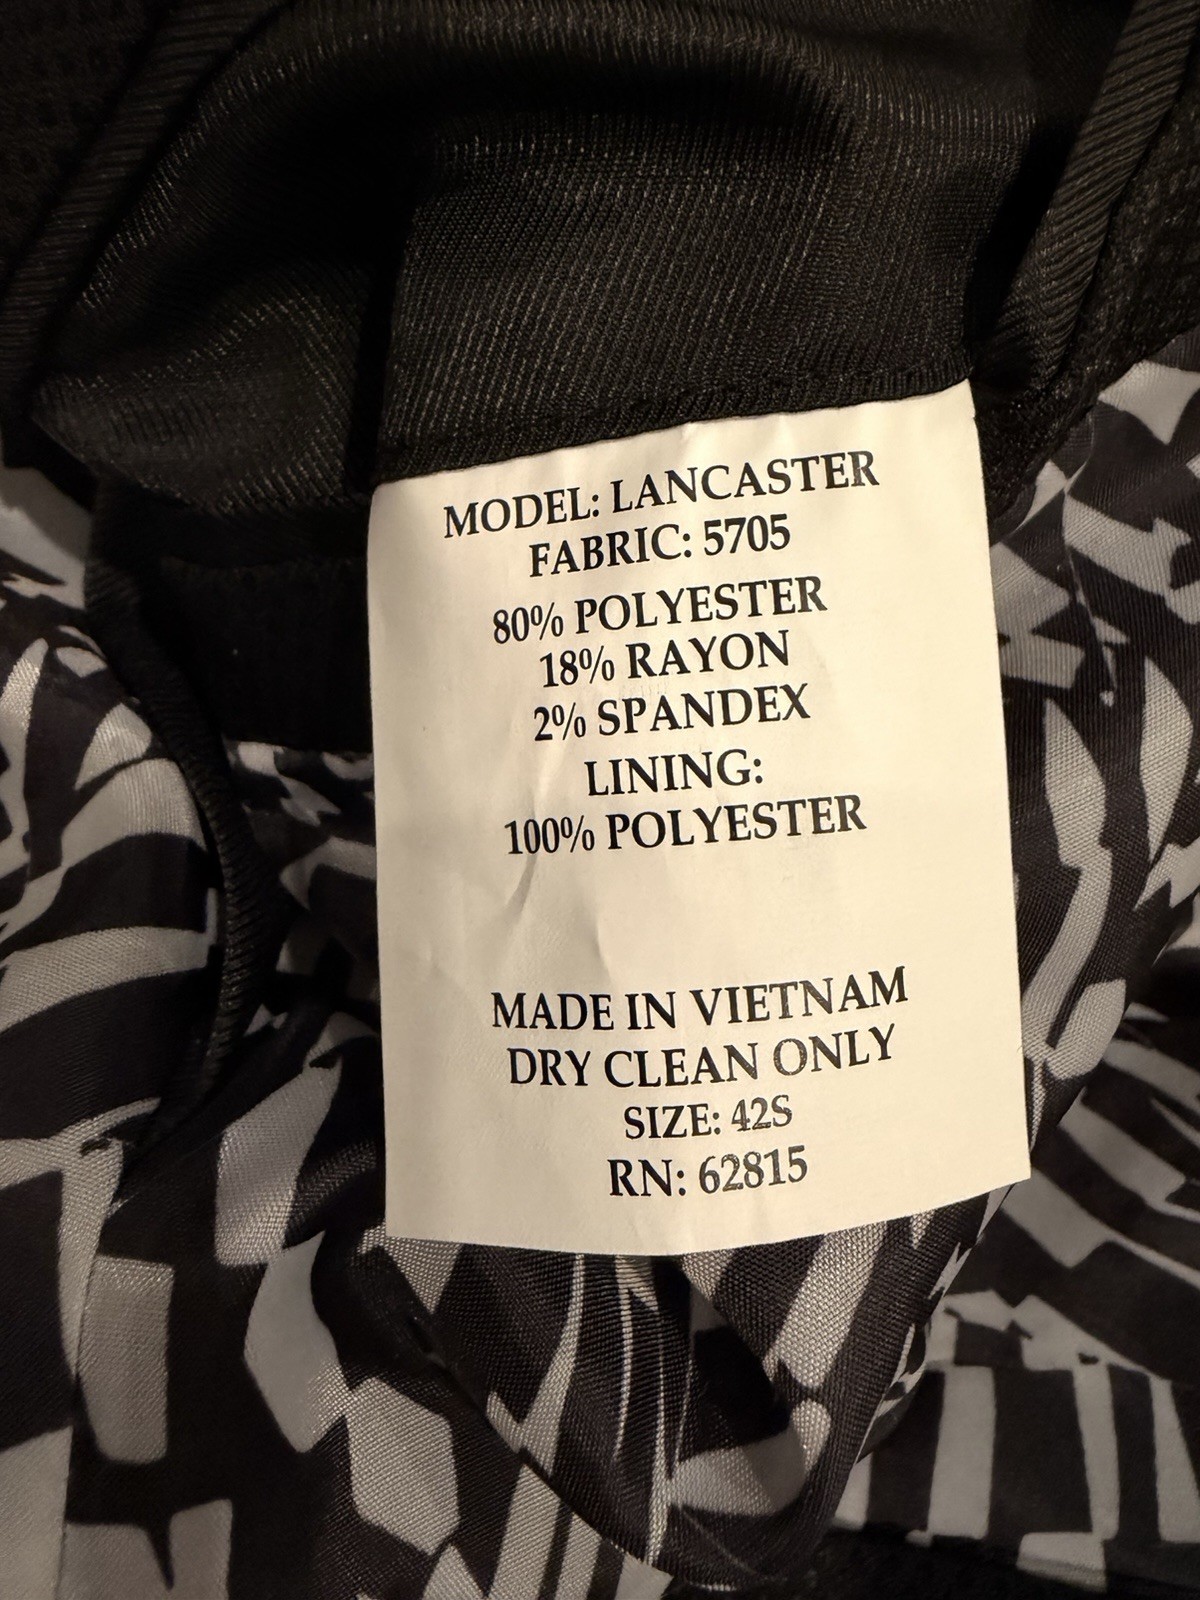 MODEL: LANCASTER
FABRIC: 5705
80% POLYESTER
18% RAYON
2% SPANDEX
LINING:
100% POLYESTER
MADE IN VIETNAM
DRY CLEAN ONLY
SIZE: 42S
RN: 62815